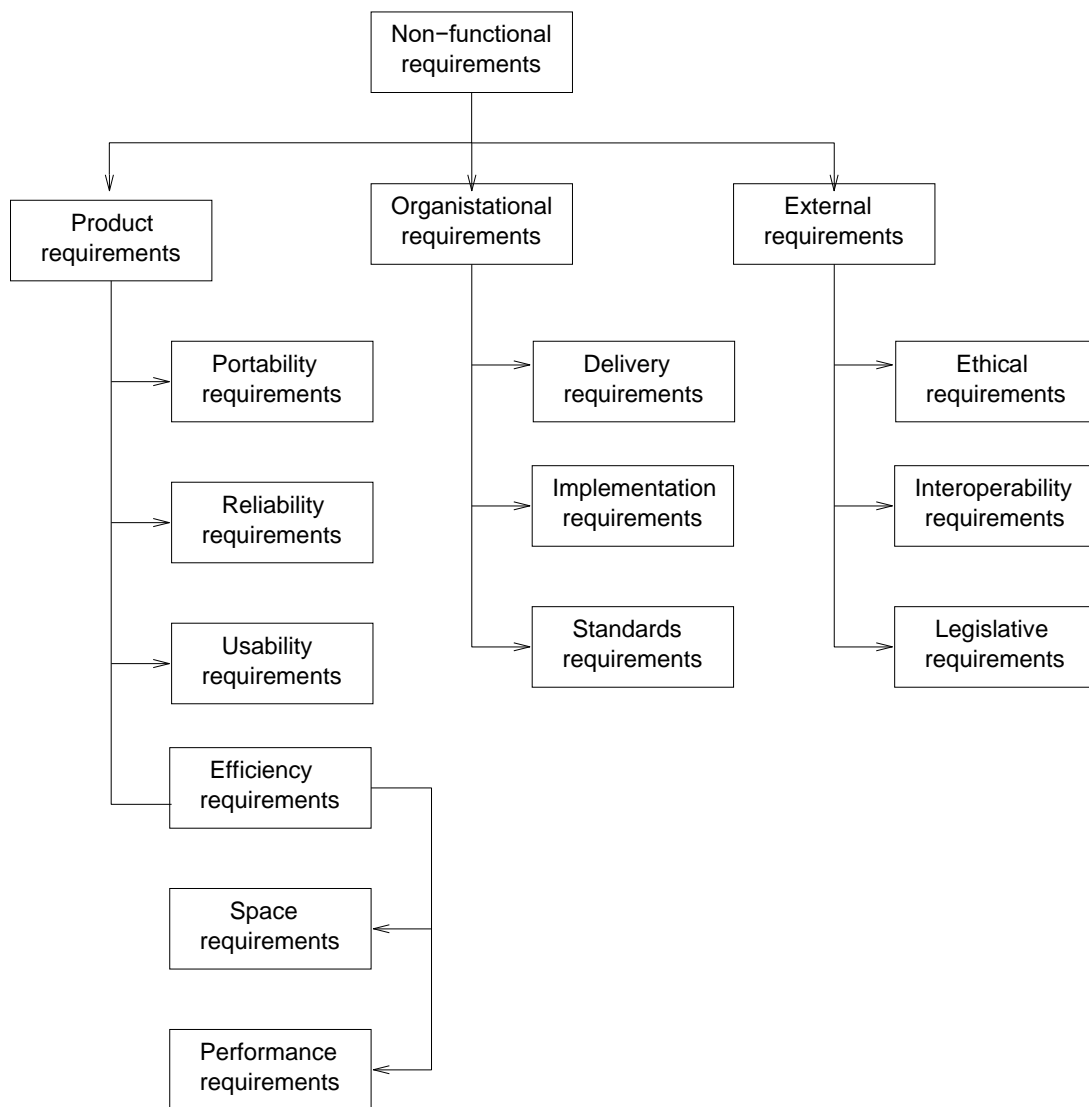 Non−functional
requirements
Product
requirements
Organistational
requirements
External
requirements
Portability
requirements
Reliability
requirements
Usability
requirements
Efficiency
requirements
Space
requirements
Performance
requirements
Delivery
requirements
Implementation
requirements
Standards
requirements
Ethical
requirements
Interoperability
requirements
Legislative
requirements